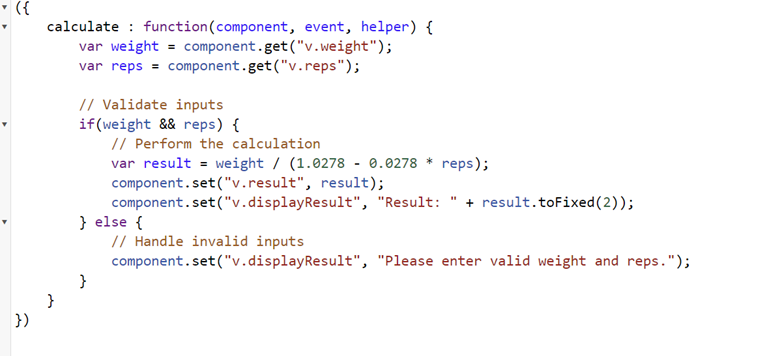 ({
    calculate : function(component, event, helper) {
        var weight = component.get("v.weight");
        var reps = component.get("v.reps");

        // Validate inputs
        if(weight && reps) {
            // Perform the calculation
            var result = weight / (1.0278 - 0.0278 * reps);
            component.set("v.result", result);
            component.set("v.displayResult", "Result: " + result.toFixed(2));
        } else {
            // Handle invalid inputs
            component.set("v.displayResult", "Please enter valid weight and reps.");
        }
    }
})